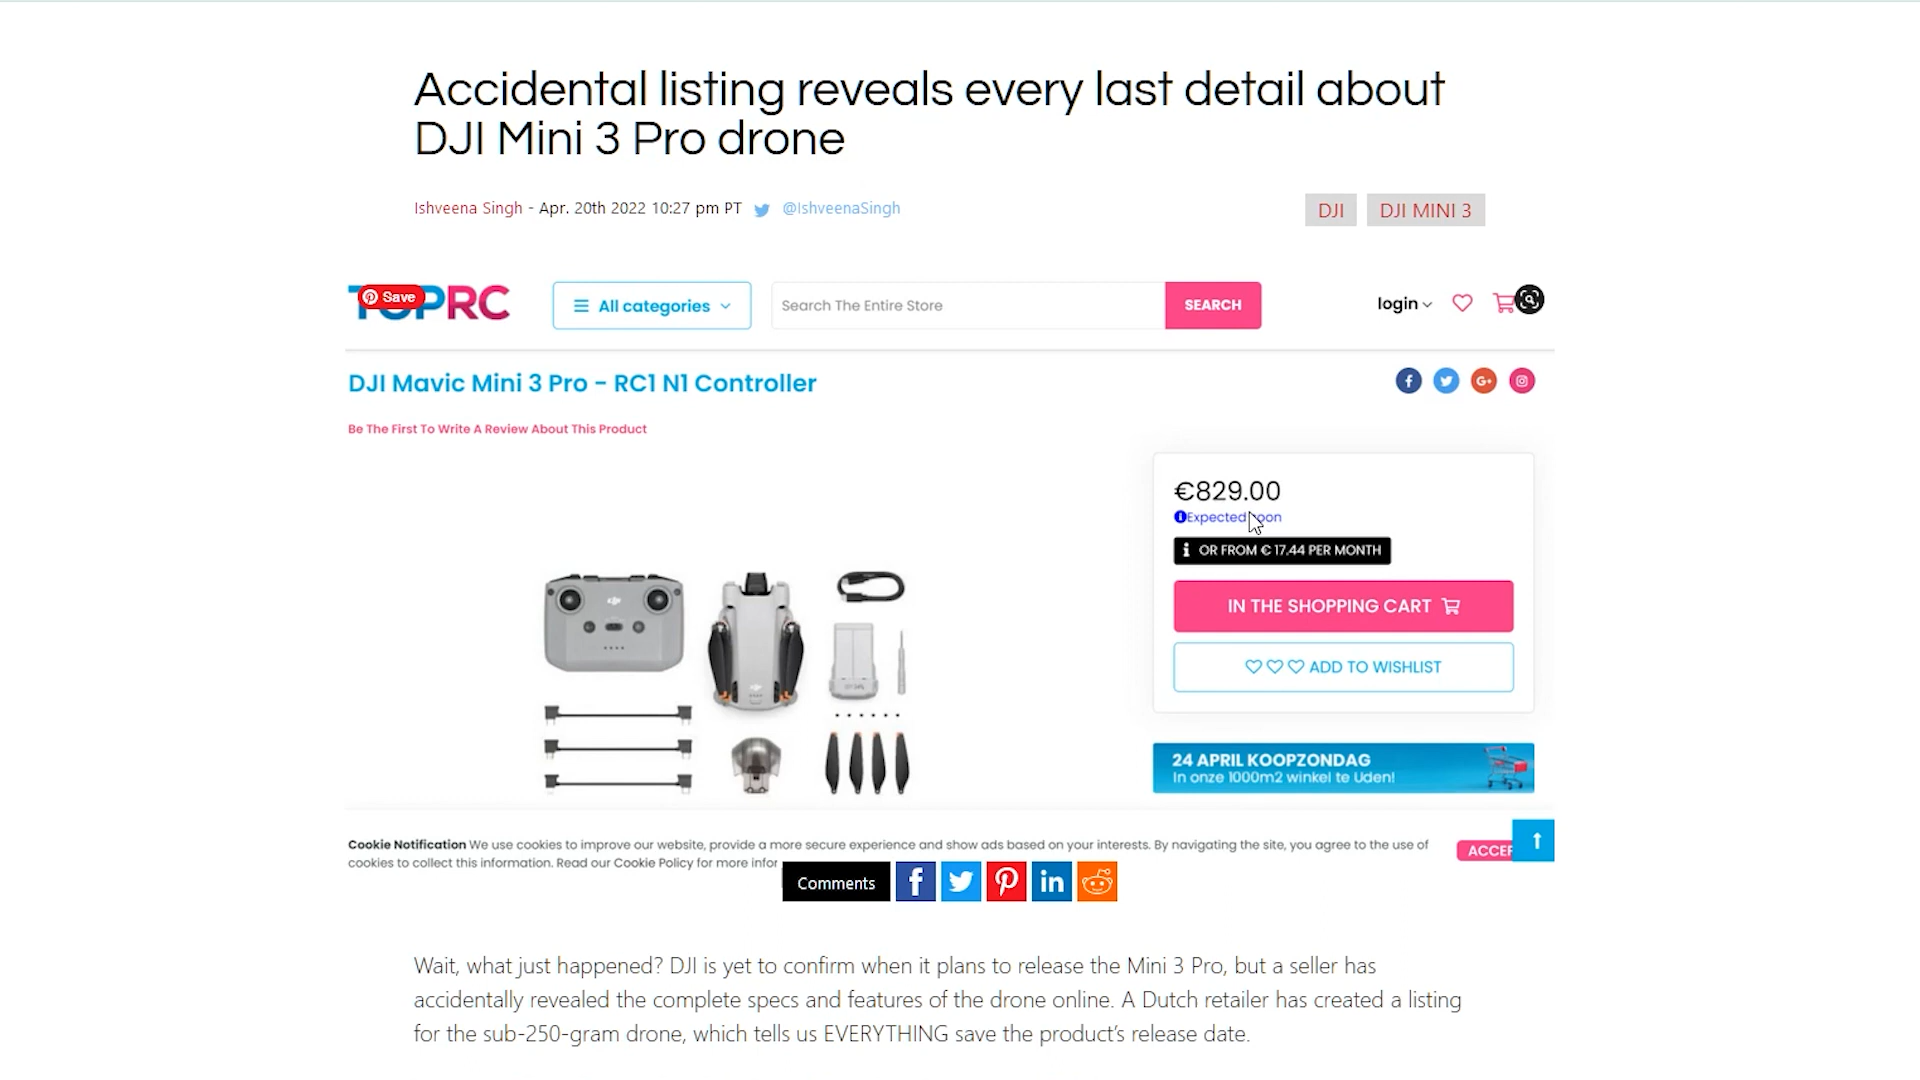 Accidental listing reveals every last detail about
DJI Mini 3 Pro drone
Ishveena Singh - Apr. 20th 2022 10:27 pm PT @IshveenaSingh
DJI
DJI MINI 3
TOPRC
Save
All categories
Search The Entire Store
SEARCH
login
DJI Mavic Mini 3 Pro - RC1 N1 Controller
Be The First To Write A Review About This Product
€829.00
Expected soon
OR FROM € 17.44 PER MONTH
IN THE SHOPPING CART
ADD TO WISHLIST
24 APRIL KOOPZONDAG
In onze 1000m2 winkel te Uden!
Cookie Notification We use cookies to improve our website, provide a more secure experience and show ads based on your interests. By navigating the site, you agree to the use of
cookies to collect this information. Read our Cookie Policy for more infor
ACCEP
Comments
Wait, what just happened? DJI is yet to confirm when it plans to release the Mini 3 Pro, but a seller has
accidentally revealed the complete specs and features of the drone online. A Dutch retailer has created a listing
for the sub-250-gram drone, which tells us EVERYTHING save the product's release date.